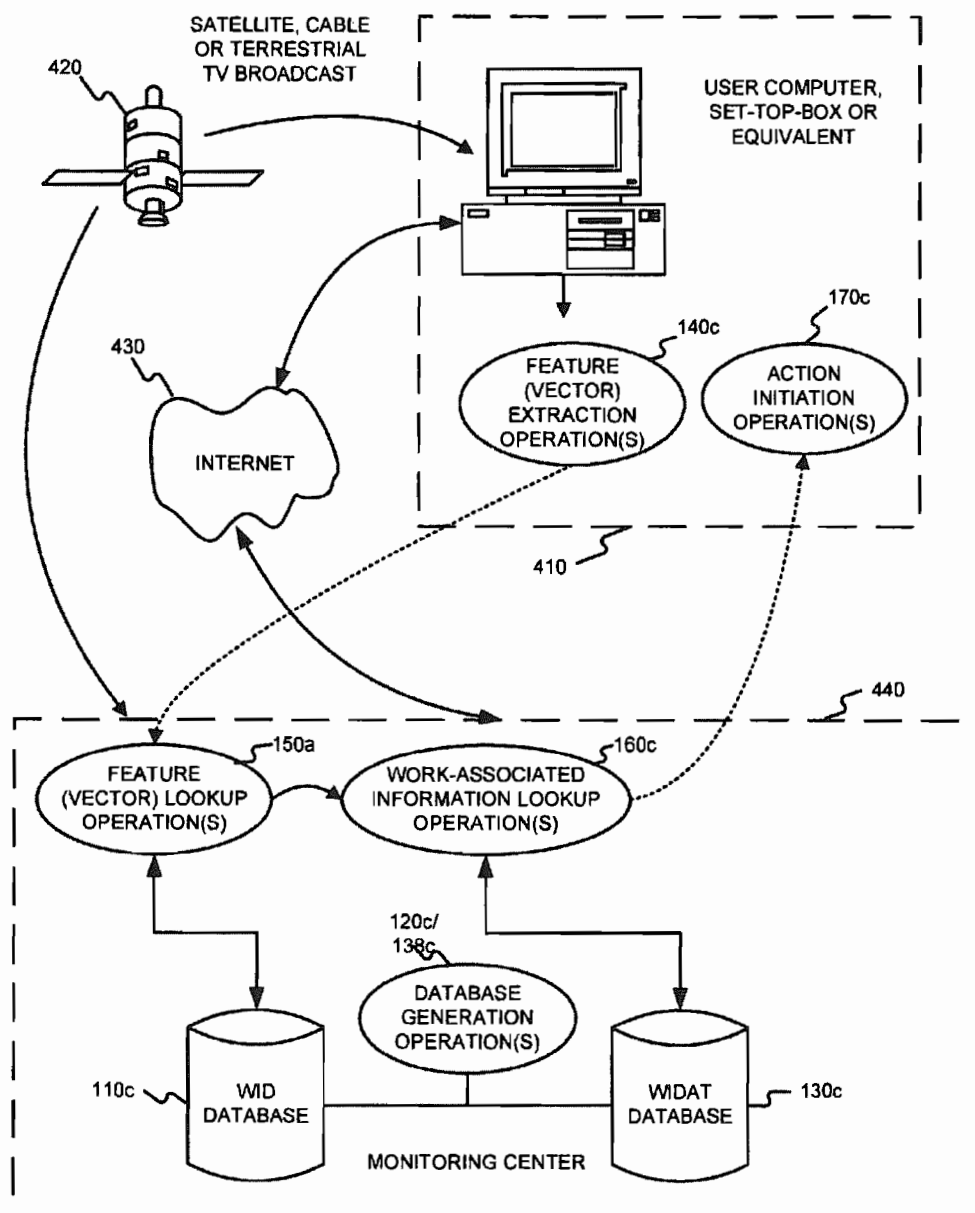 SATELLITE, CABLE
OR TERRESTRIAL
TV BROADCAST
420
USER COMPUTER,
SET-TOP-BOX OR
EQUIVALENT
170c
140c
430
FEATURE
(VECTOR)
EXTRACTION
OPERATION(S)
ACTION
INITIATION
OPERATION(S)
INTERNET
410
440
150a
160c
FEATURE
(VECTOR) LOOKUP
OPERATION(S)
WORK-ASSOCIATED
INFORMATION LOOKUP
OPERATION(S)
120c/
138c
DATABASE
GENERATION
OPERATION(S)
110c
WID
DATABASE
WIDAT
DATABASE
130c
MONITORING CENTER